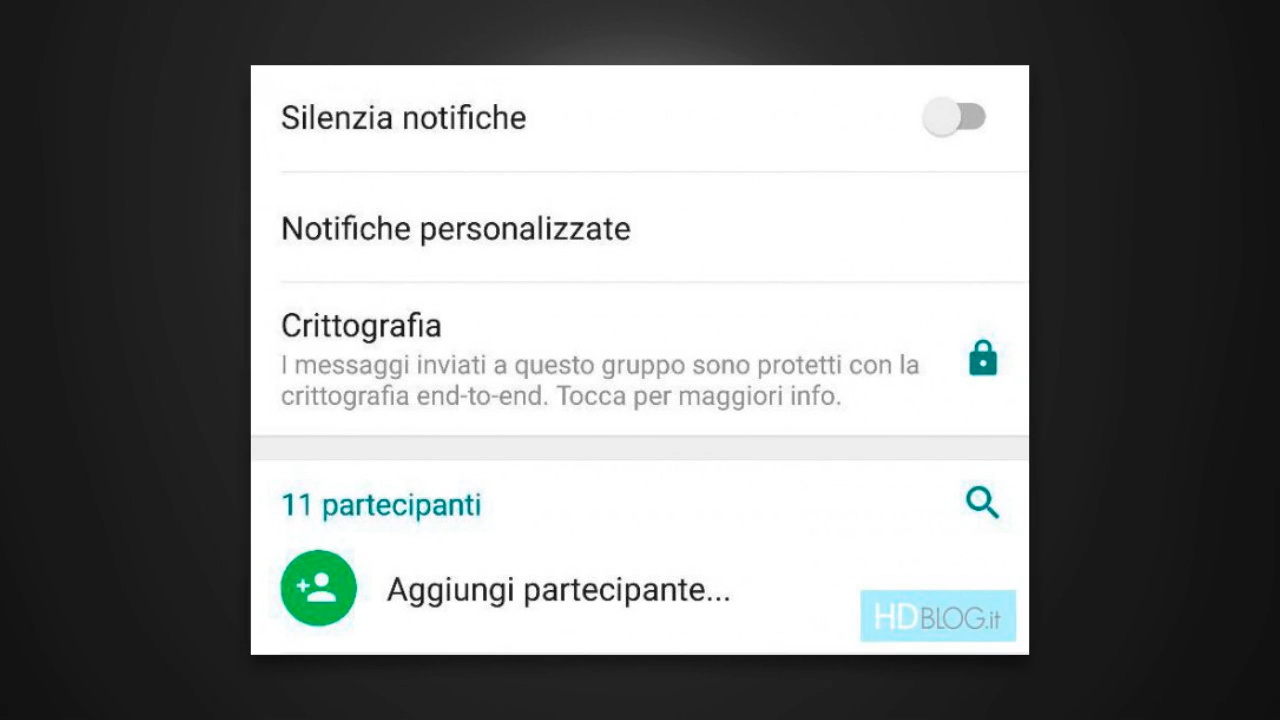 Silenzia notifiche
Notifiche personalizzate
Crittografia
I messaggi inviati a questo gruppo sono protetti con la
crittografia end-to-end. Tocca per maggiori info.
11 partecipanti
Aggiungi partecipante...
HDBLOG.it